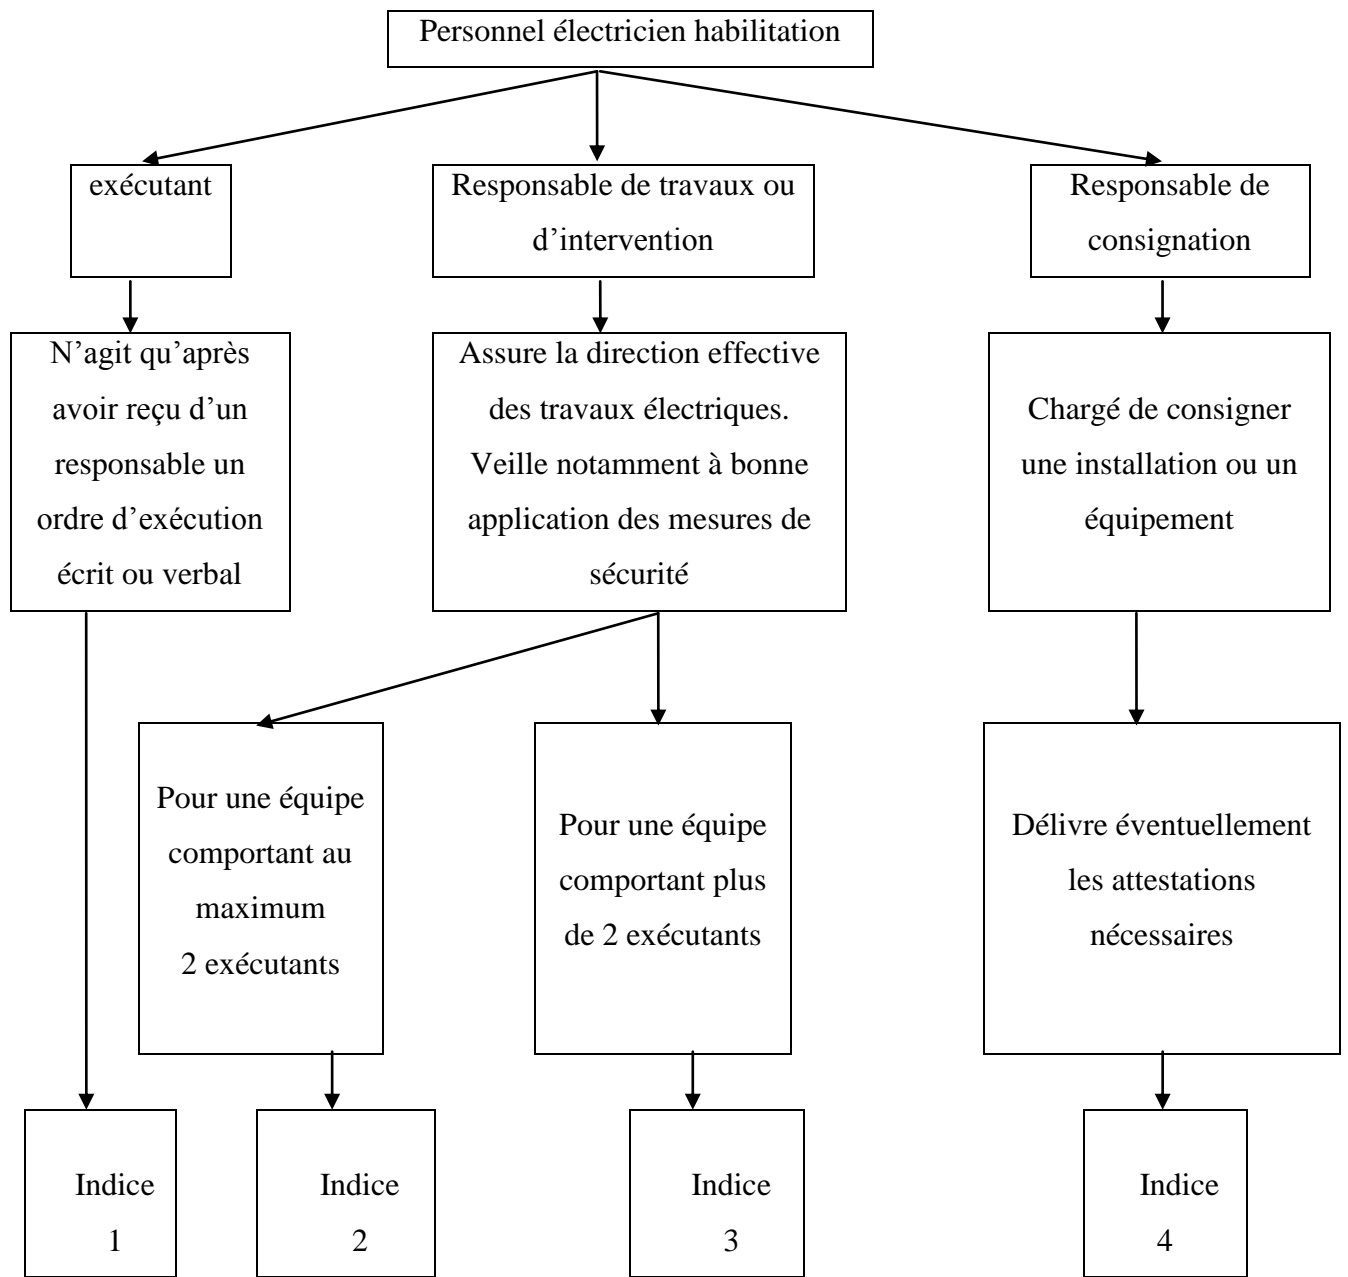 Personnel électricien habilitation
exécutant
Responsable de travaux ou
d’intervention
Responsable de
consignation
N’agit qu’après
avoir reçu d’un
responsable un
ordre d’exécution
écrit ou verbal
Assure la direction effective
des travaux électriques.
Veille notamment à bonne
application des mesures de
sécurité
Chargé de consigner
une installation ou un
équipement
Pour une équipe
comportant au
maximum
2 exécutants
Pour une équipe
comportant plus
de 2 exécutants
Délivre éventuellement
les attestations
nécessaires
Indice
1
Indice
2
Indice
3
Indice
4